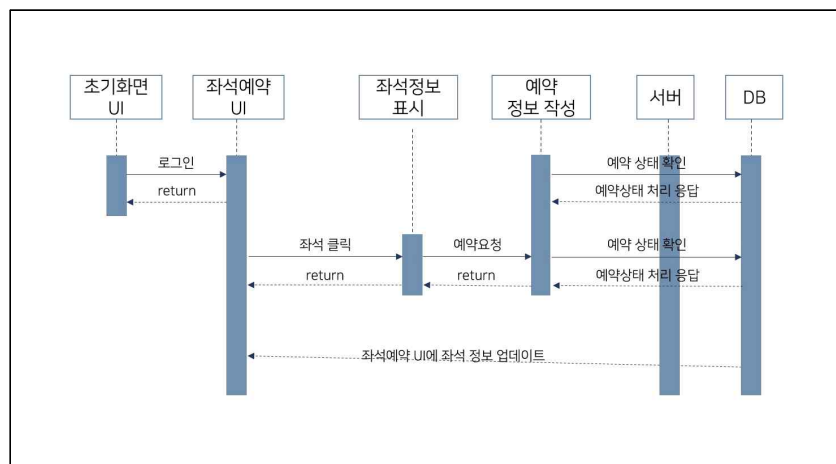 초기화면
UI
좌석예약
UI
좌석정보
표시
예약
정보 작성
서버
DB
로그인
예약 상태 확인
return
예약상태 처리 응답
좌석 클릭
예약요청
예약 상태 확인
return
return
예약상태 처리 응답
좌석예약 UI에 좌석 정보 업데이트